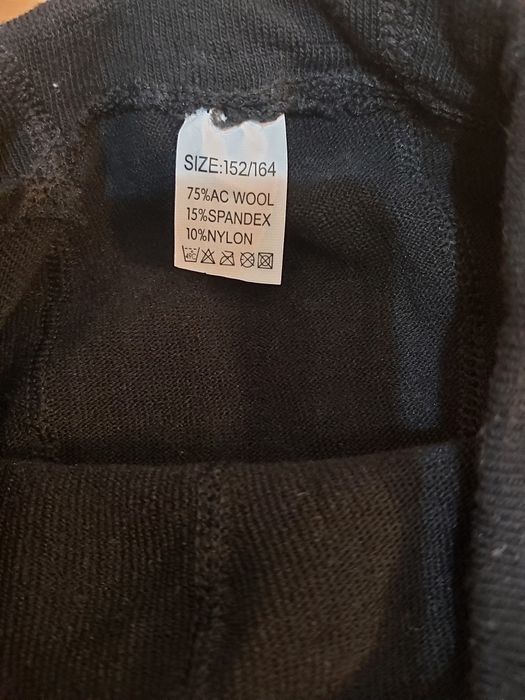 SIZE:152/164
75%AC WOOL
15%SPANDEX
10%NYLON